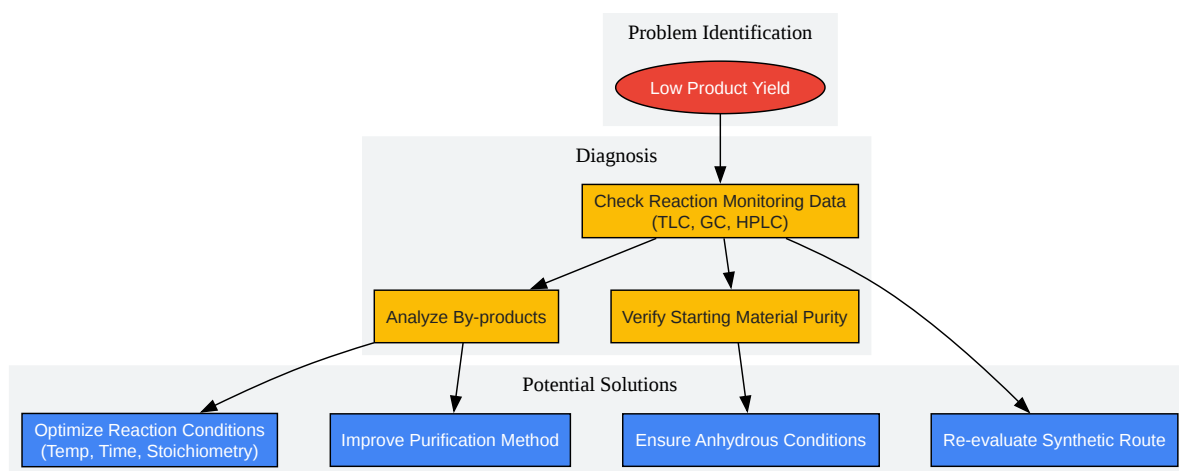 Problem Identification
Low Product Yield
Diagnosis
Check Reaction Monitoring Data
(TLC, GC, HPLC)
Analyze By-products
Verify Starting Material Purity
Potential Solutions
Optimize Reaction Conditions
(Temp, Time, Stoichiometry)
Improve Purification Method
Ensure Anhydrous Conditions
Re-evaluate Synthetic Route